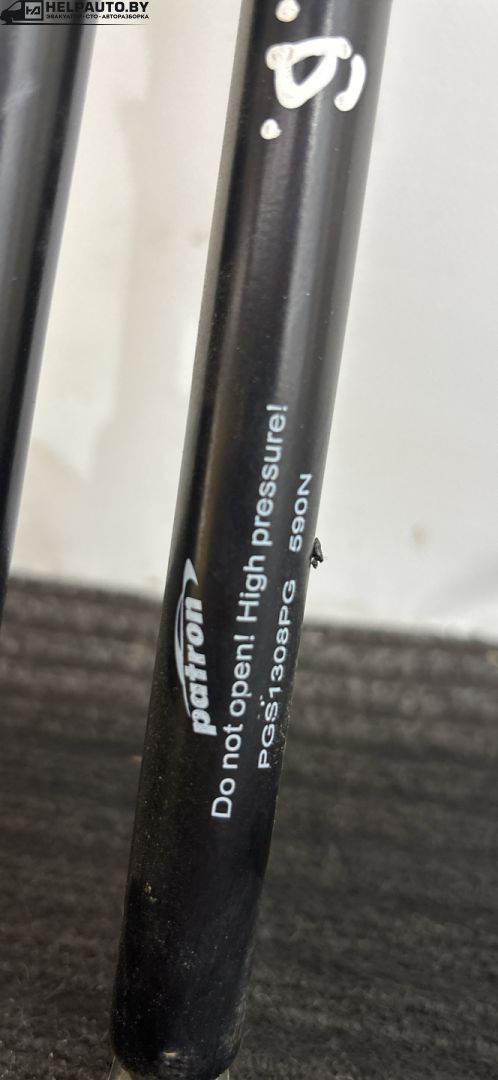 HELPAUTO.BY
ЭВАКУАТОР•СТО•АВТОРАЗБОРКА
patron
Do not open! High pressure!
PGS1308PG 590N